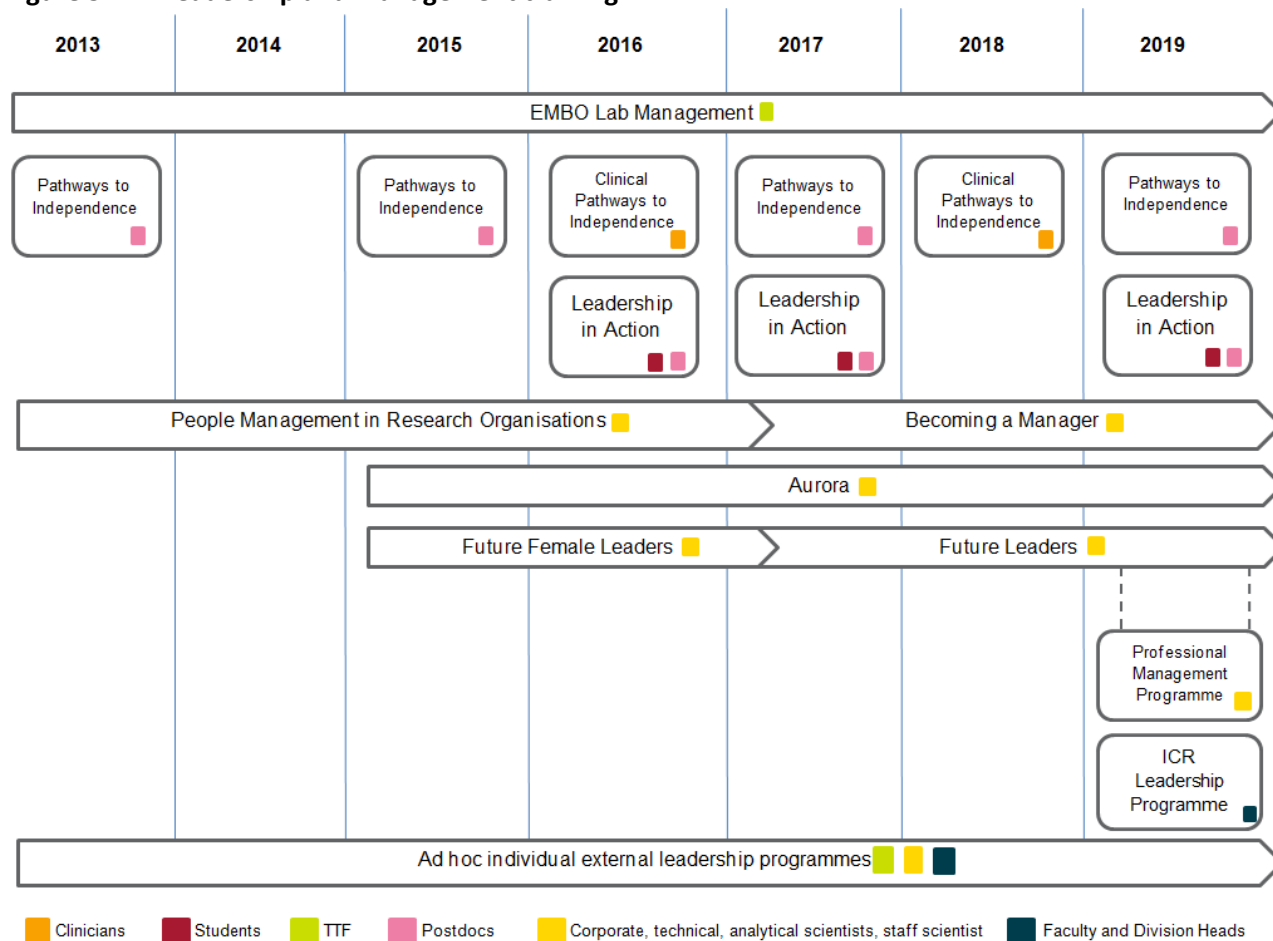 2013 2014 2015 2016 2017 2018 2019
EMBO Lab Management
Pathways to
Independence
Pathways to
Independence
Clinical
Pathways to
Independence
Pathways to
Independence
Clinical
Pathways to
Independence
Pathways to
Independence
Leadership
in Action
Leadership
in Action
Leadership
in Action
People Management in Research Organisations
Becoming a Manager
Aurora
Future Female Leaders
Future Leaders
Professional
Management
Programme
ICR
Leadership
Programme
Ad hoc individual external leadership programmes
Clinicians Students TTF Postdocs Corporate, technical, analytical scientists, staff scientist Faculty and Division Heads